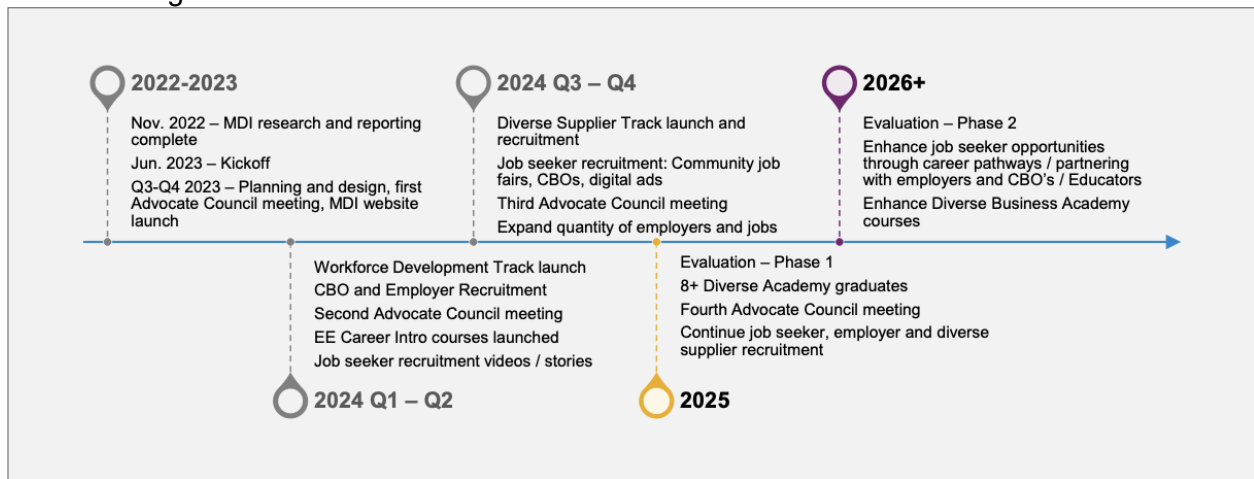 2022-2023
Nov. 2022 – MDI research and reporting
complete
Jun. 2023 – Kickoff
Q3-Q4 2023 – Planning and design, first
Advocate Council meeting, MDI website
launch
2024 Q1 – Q2
Workforce Development Track launch
CBO and Employer Recruitment
Second Advocate Council meeting
EE Career Intro courses launched
Job seeker recruitment videos / stories
2024 Q3 – Q4
Diverse Supplier Track launch and
recruitment
Job seeker recruitment: Community job
fairs, CBOs, digital ads
Third Advocate Council meeting
Expand quantity of employers and jobs
2025
Evaluation – Phase 1
8+ Diverse Academy graduates
Fourth Advocate Council meeting
Continue job seeker, employer and diverse
supplier recruitment
2026+
Evaluation – Phase 2
Enhance job seeker opportunities
through career pathways / partnering
with employers and CBO's / Educators
Enhance Diverse Business Academy
courses